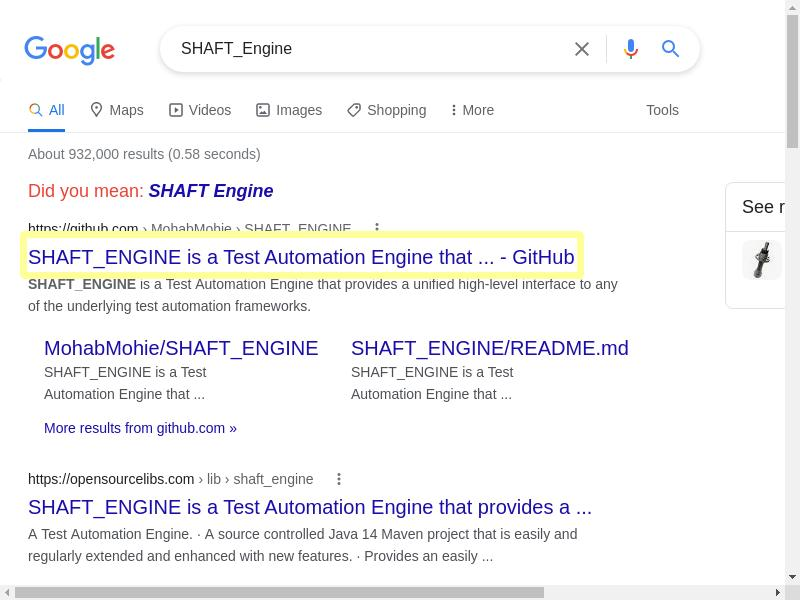 Google
SHAFT_Engine
All
Maps
Videos
Images
Shopping
More
Tools
About 932,000 results (0.58 seconds)
Did you mean: SHAFT Engine
https://github.com › MohabMohie › SHAFT_ENGINE
SHAFT_ENGINE is a Test Automation Engine that ... - GitHub
SHAFT_ENGINE is a Test Automation Engine that provides a unified high-level interface to any
of the underlying test automation frameworks.
MohabMohie/SHAFT_ENGINE
SHAFT_ENGINE is a Test
Automation Engine that ...
SHAFT_ENGINE/README.md
SHAFT_ENGINE is a Test
Automation Engine that ...
More results from github.com »
https://opensourcelibs.com › lib › shaft_engine
SHAFT_ENGINE is a Test Automation Engine that provides a ...
A Test Automation Engine. · A source controlled Java 14 Maven project that is easily and
regularly extended and enhanced with new features. · Provides an easily ...
See r